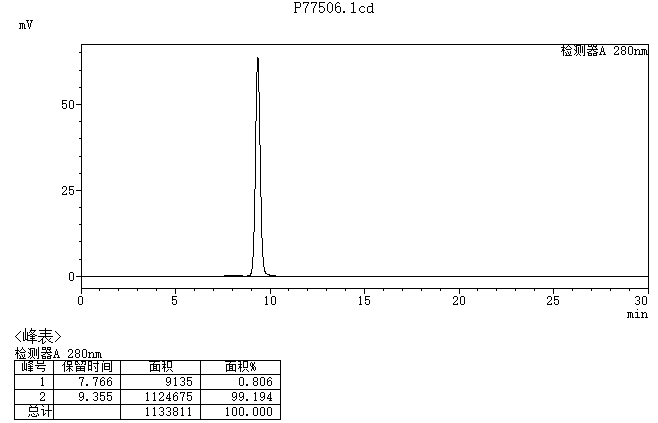 P77506.lcd
mV
检测器A 280nm
50
25
0
0 5 10 15 20 25 30
min
<峰表>
检测器A 280nm
峰号 保留时间 面积 面积%
1 7.766 9135 0.806
2 9.355 1124675 99.194
总计 1133811 100.000